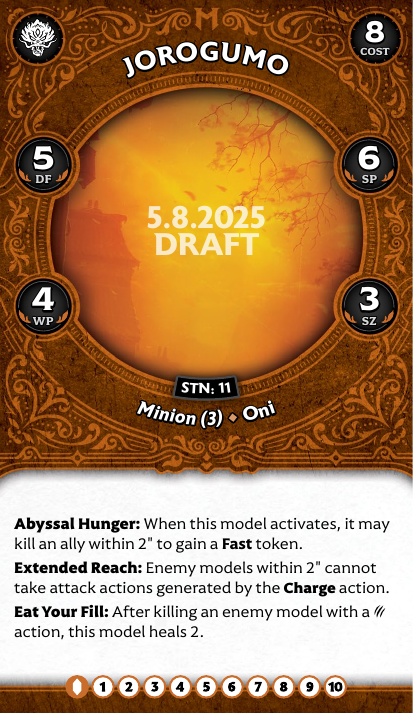 M
8
COST
JOROGUMO
5
DF
6
SP
5.8.2025
DRAFT
4
WP
3
SZ
STN: 11
Minion (3) ⬥ Oni
Abyssal Hunger: When this model activates, it may
kill an ally within 2" to gain a Fast token.
Extended Reach: Enemy models within 2" cannot
take attack actions generated by the Charge action.
Eat Your Fill: After killing an enemy model with a
action, this model heals 2.
1 2 3 4 5 6 7 8 9 10